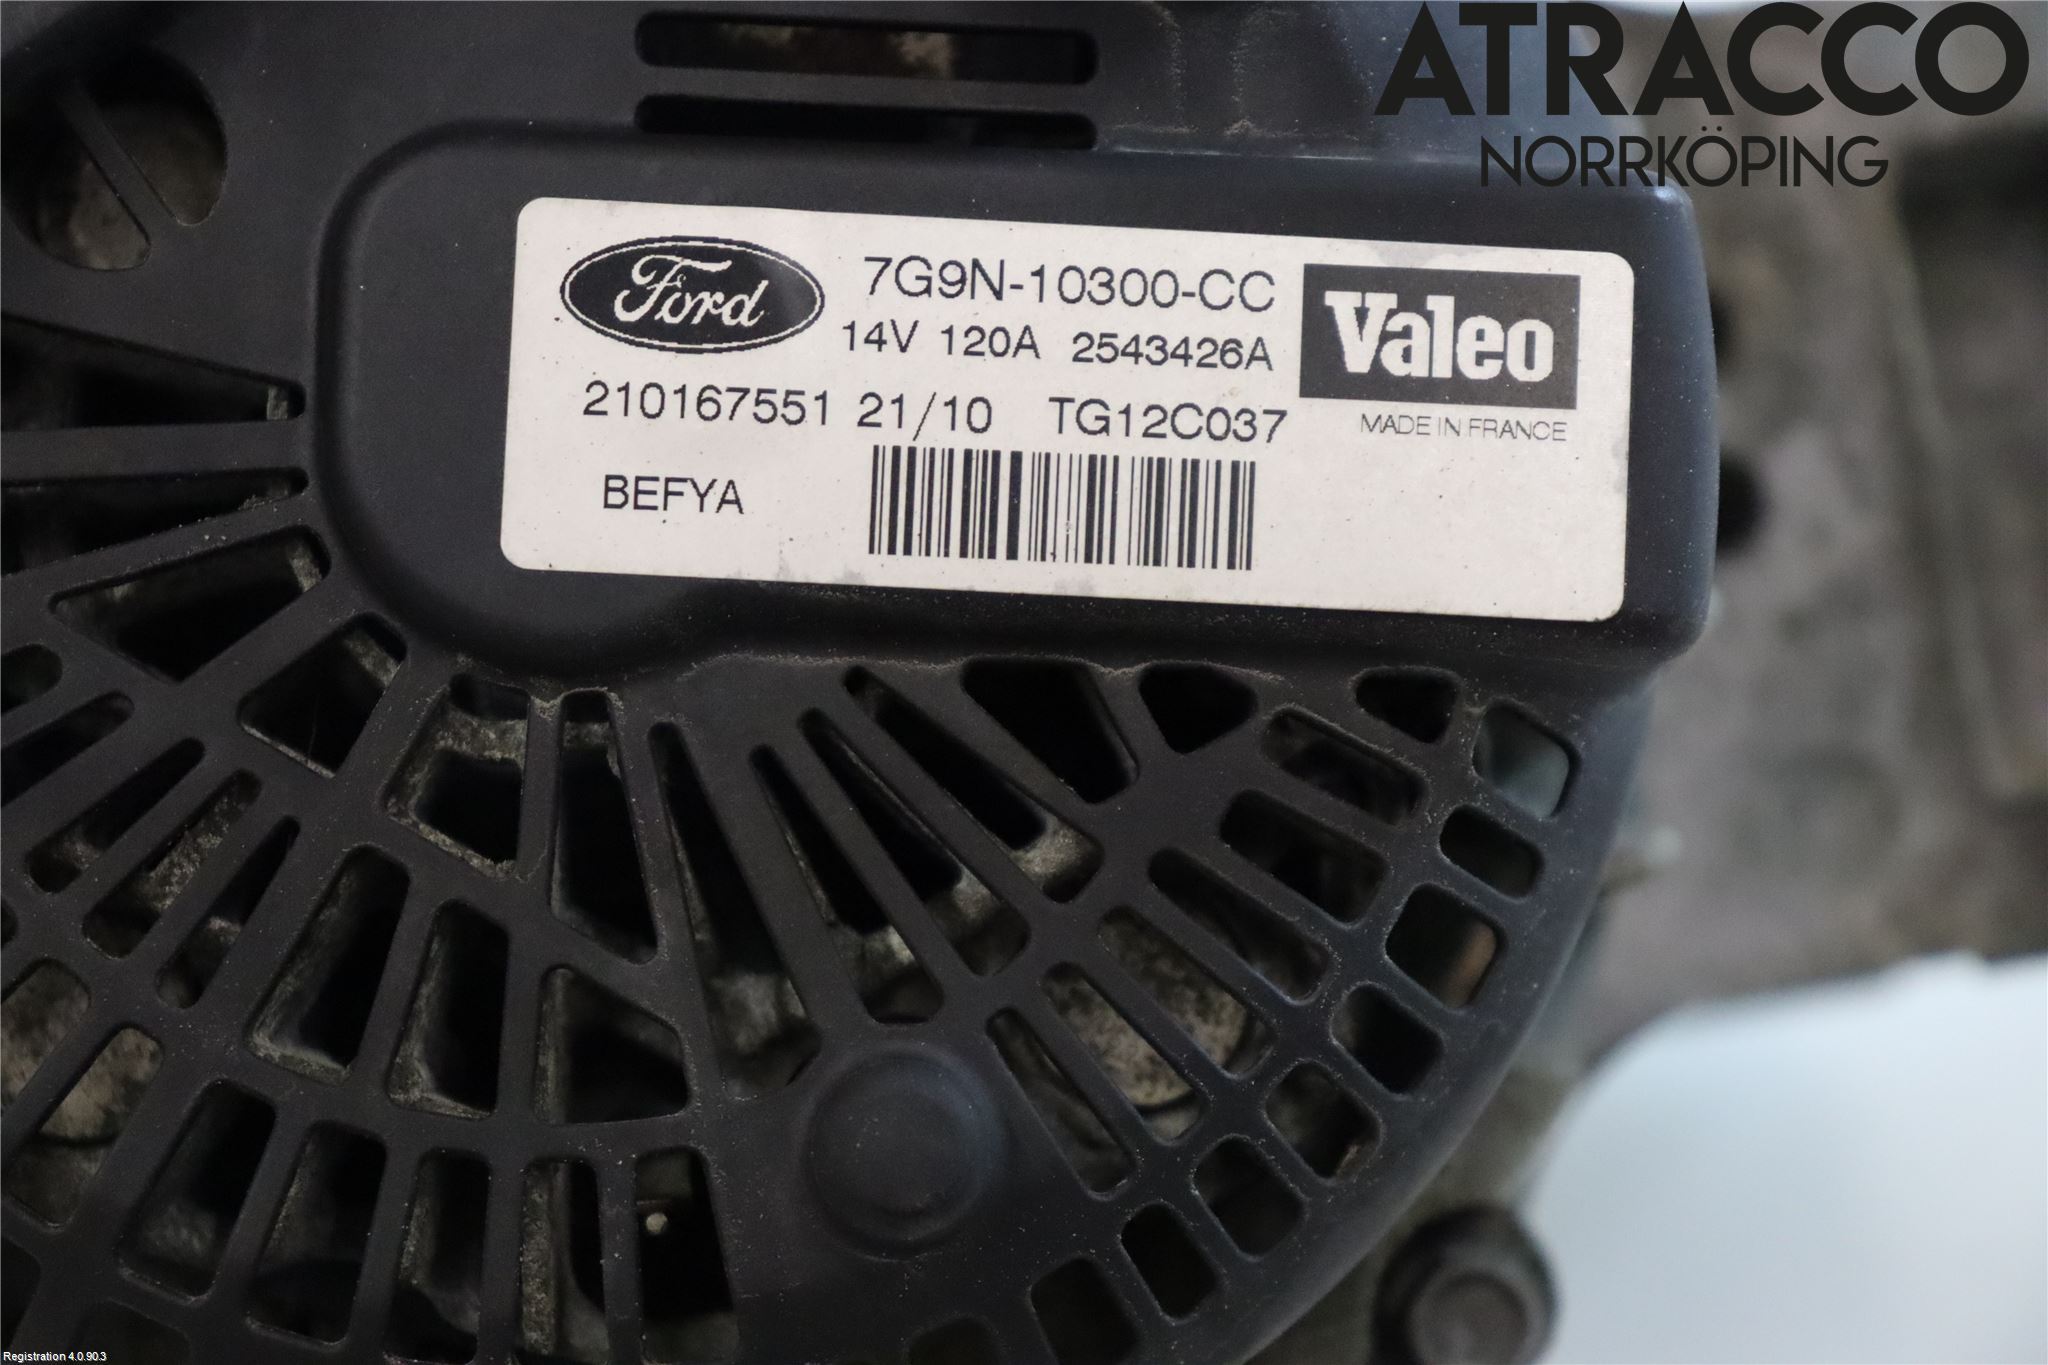 ATRACCO
NORRKÖPING
Ford
7G9N-10300-CC
Valeo
14V 120A 2543426A
210167551 21/10 TG12C037
MADE IN FRANCE
BEFYA
Registration 4.0.90.3